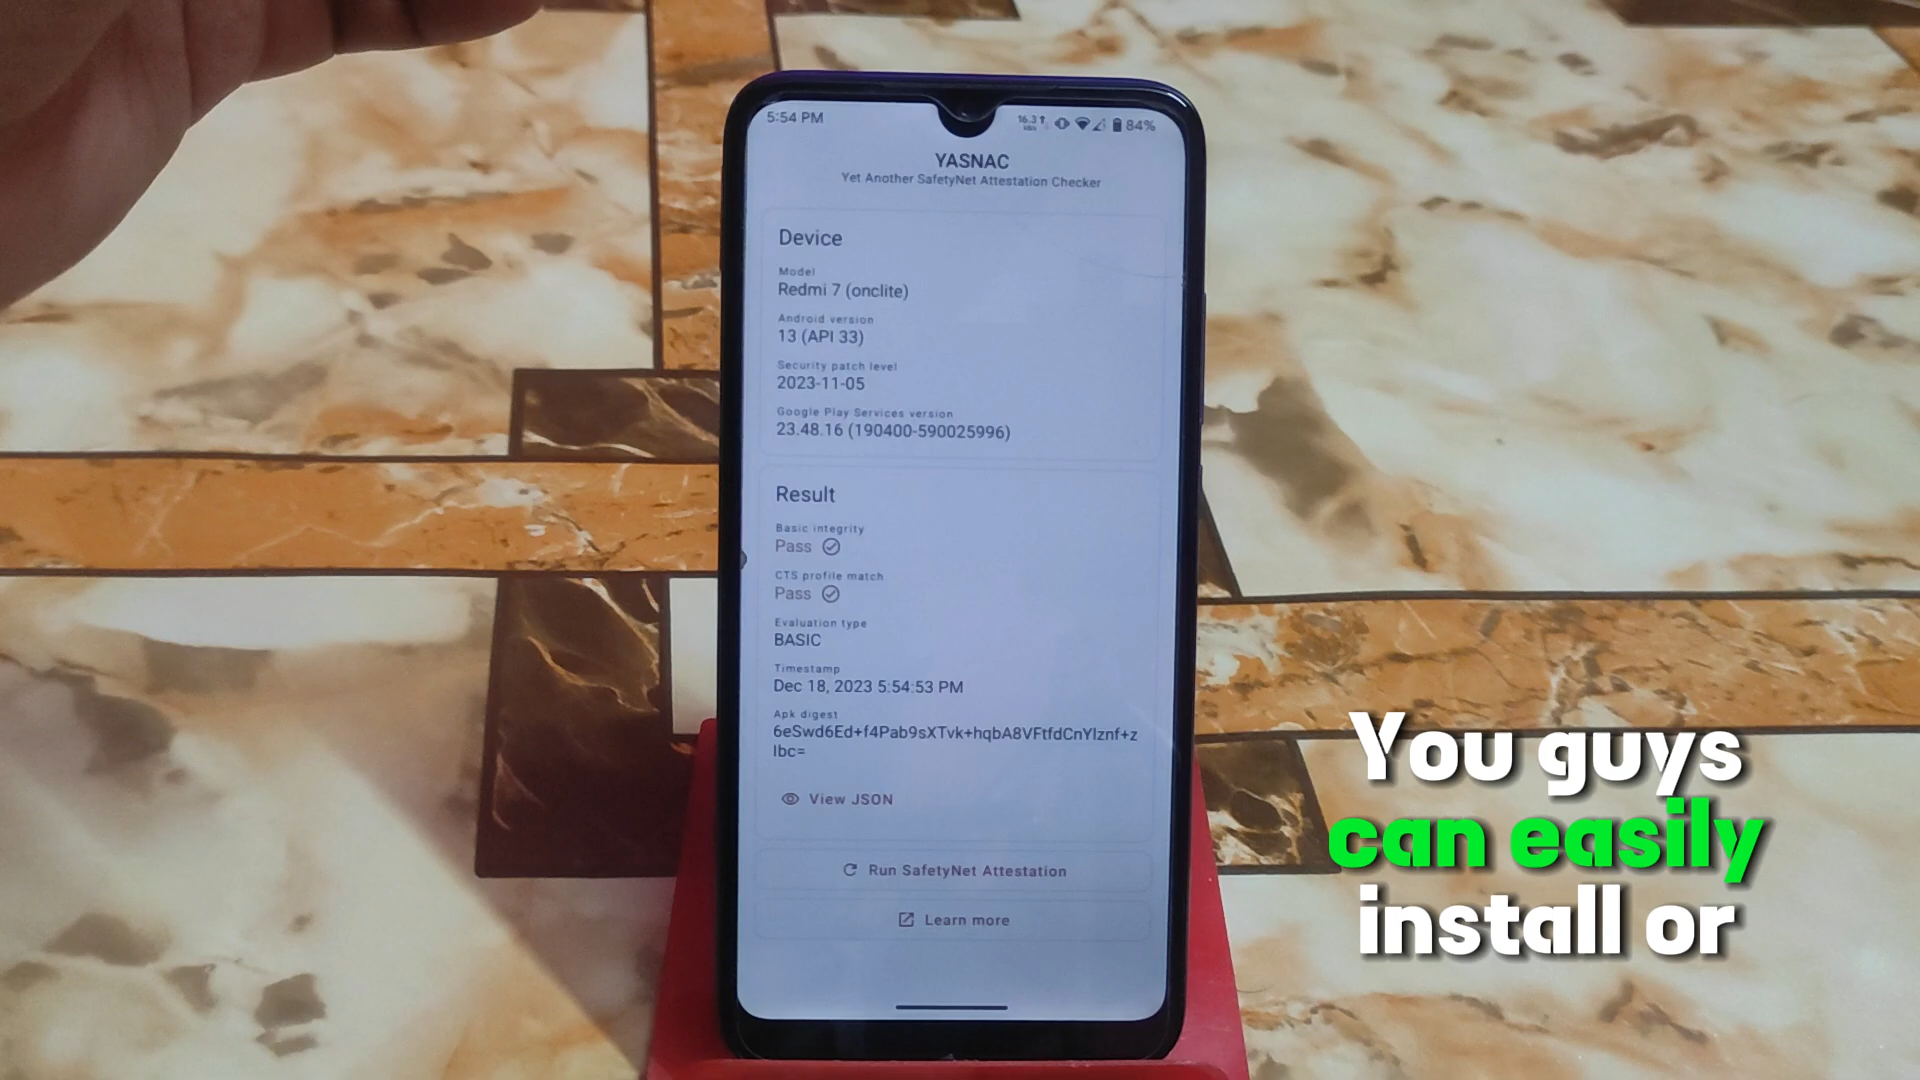 5:54 PM
16.3
84%
YASNAC
Yet Another SafetyNet Attestation Checker
Device
Model
Redmi 7 (onclite)
Android version
13 (API 33)
Security patch level
2023-11-05
Google Play Services version
23.48.16 (190400-590025996)
Result
Basic integrity
Pass
CTS profile match
Pass
Evaluation type
BASIC
Timestamp
Dec 18, 2023 5:54:53 PM
Apk digest
6eSwd6Ed+f4Pab9sXTvk+hqbA8VFtfdCnYlznf+z
Ibc=
View JSON
Run SafetyNet Attestation
Learn more
You guys
can easily
install or